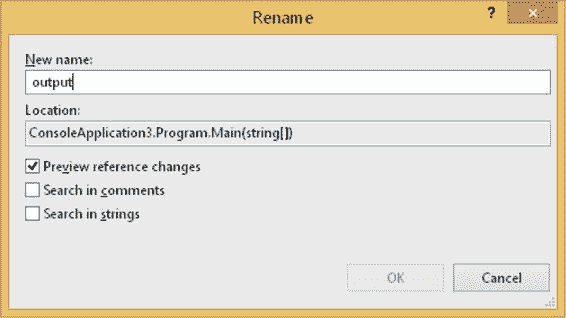 Rename
?
x
New name:
output
Location:
ConsoleApplication3.Program.Main(string[])
Preview reference changes
Search in comments
Search in strings
OK
Cancel